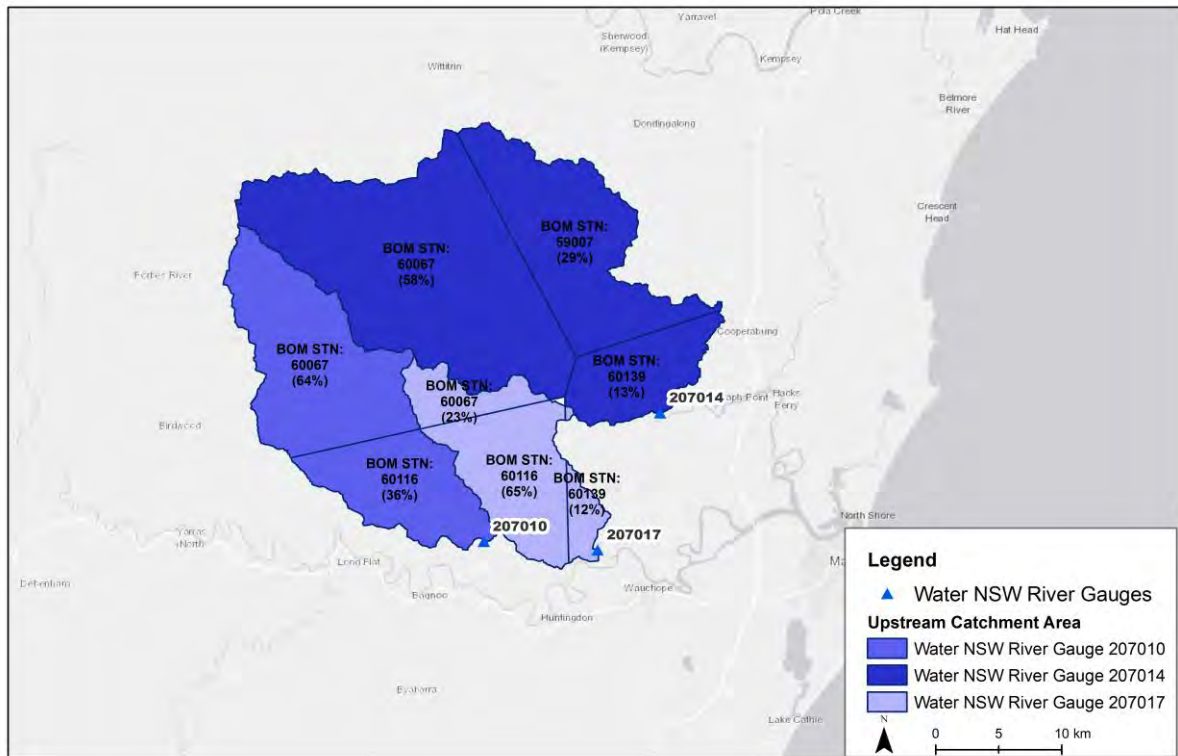 Yarravel
Pola Creek
Sherwood
(Kempsey)
Hat Head
Kempsey
Wittitrin
Belmore
River
Dondingalong
Crescent
Head
BOM STN:
59007
(29%)
BOM STN:
60067
(58%)
Forbes River
Cooperabung
BOM STN:
60067
(64%)
BOM STN:
60139
(13%)
BOM STN:
60067
(23%)
207014
Hacks
Ferry
Point
Birdwood
BOM STN:
60116
(36%)
BOM STN:
60116
(65%)
BOM STN:
60139
(12%)
207010
207017
North Shore
Yarras
(North)
Long Flat
Debenham
Bagnoo
Wauchope
Huntingdon
Ma
Byabarra
Lake Cathie
Legend
Water NSW River Gauges
Upstream Catchment Area
Water NSW River Gauge 207010
Water NSW River Gauge 207014
Water NSW River Gauge 207017
N
0 5 10 km